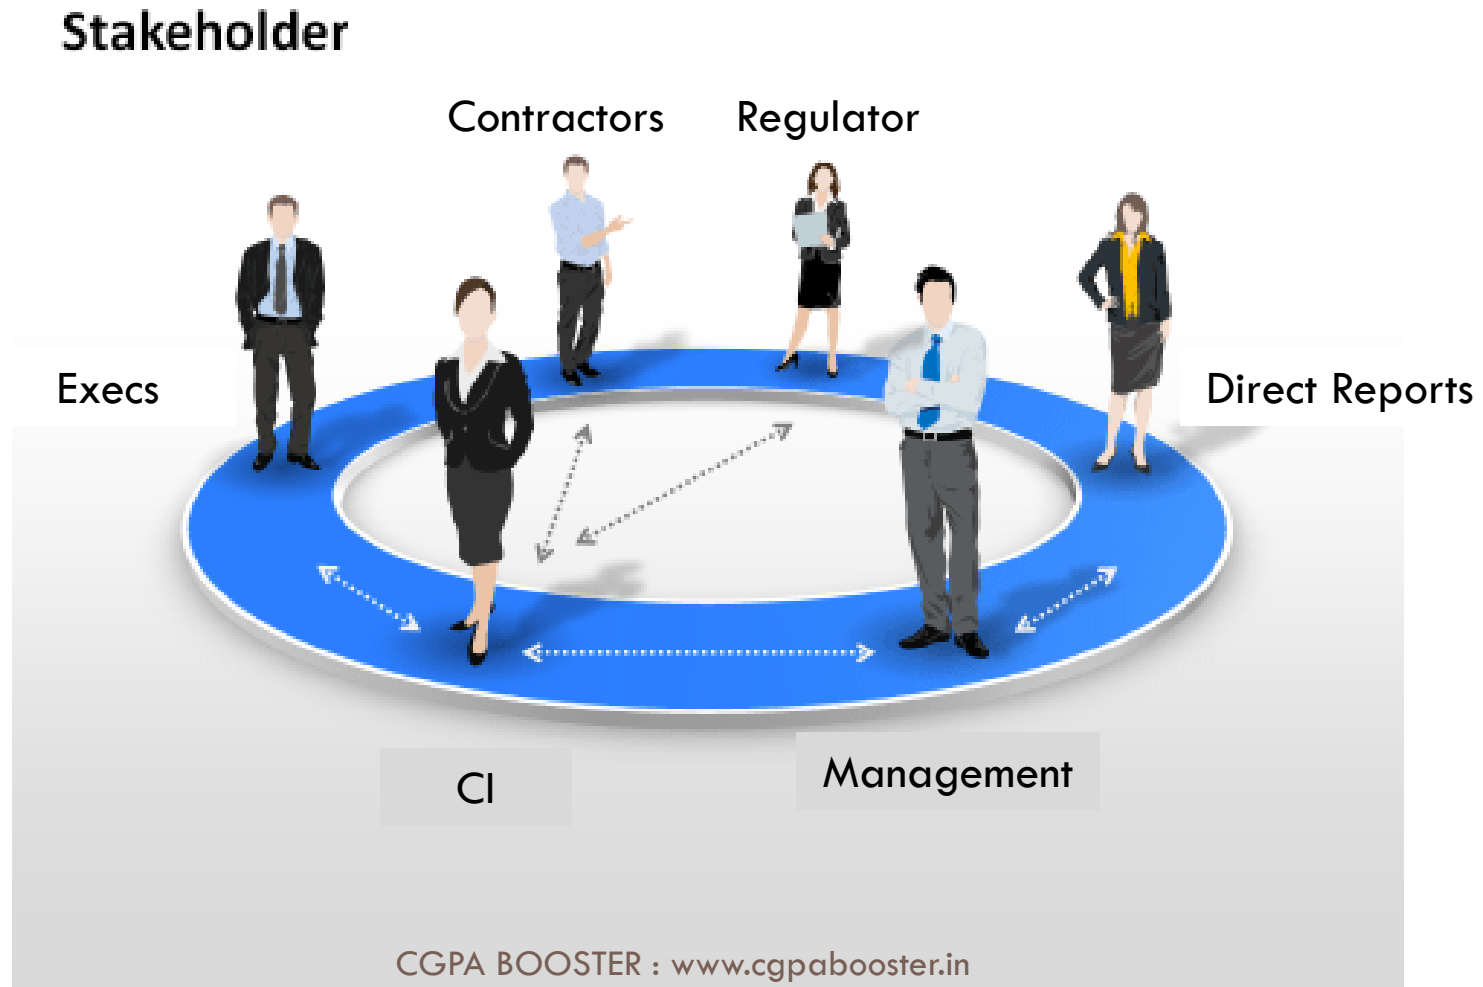 Stakeholder
Contractors
Regulator
Execs
Direct Reports
CI
Management
CGPA BOOSTER : www.cgpabooster.in